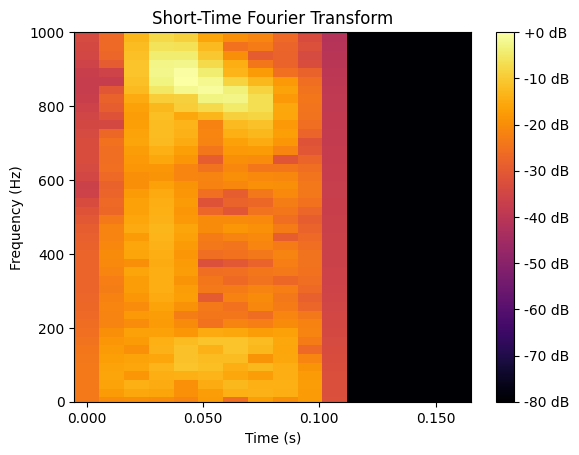 Short-Time Fourier Transform
1000
800
600
400
200
0
Frequency (Hz)
0.000
0.050
0.100
0.150
Time (s)
+0 dB
-10 dB
-20 dB
-30 dB
-40 dB
-50 dB
-60 dB
-70 dB
-80 dB